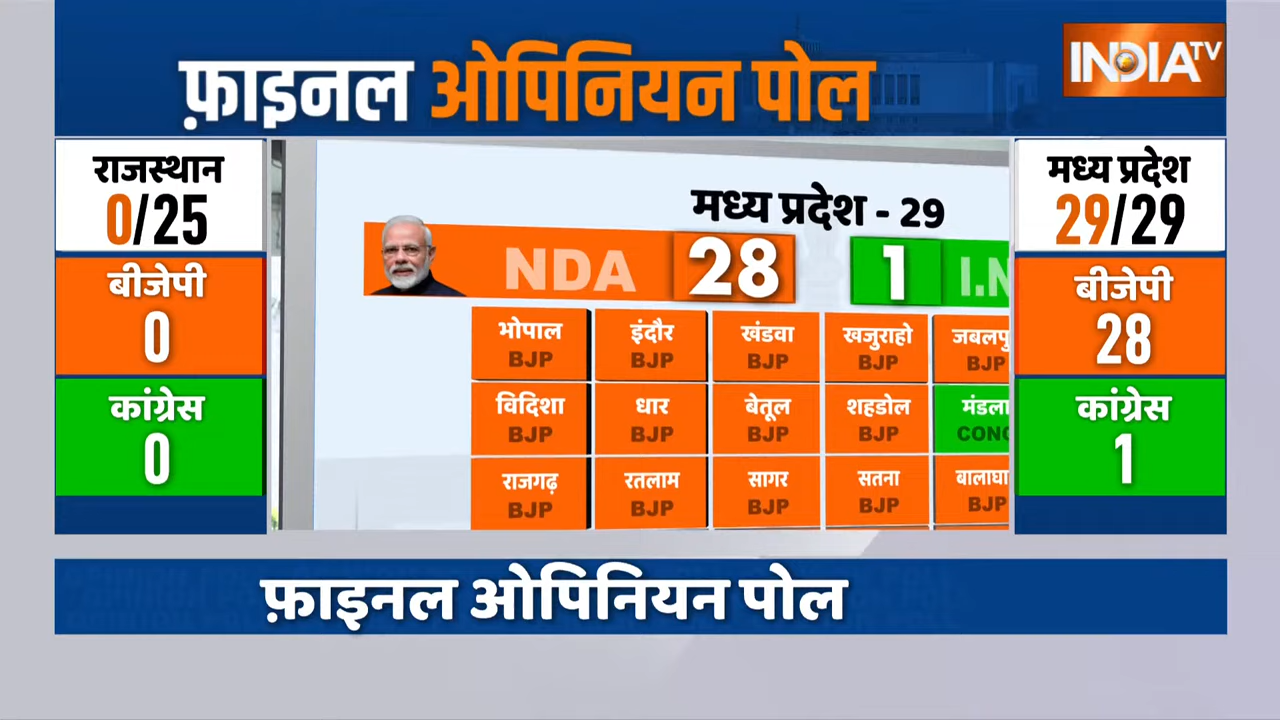 फ़ाइनल ओपिनियन पोल
INDIA TV
राजस्थान
0/25
बीजेपी
0
कांग्रेस
0
मध्य प्रदेश - 29
NDA 28 1 I.N
भोपाल इंदौर खंडवा खजुराहो जबलपु
BJP BJP BJP BJP BJP
विदिशा धार बेतूल शहडोल मंडला
BJP BJP BJP BJP CONG
राजगढ़ रतलाम सागर सतना बालाघा
BJP BJP BJP BJP BJP
मध्य प्रदेश
29/29
बीजेपी
28
कांग्रेस
1
फ़ाइनल ओपिनियन पोल